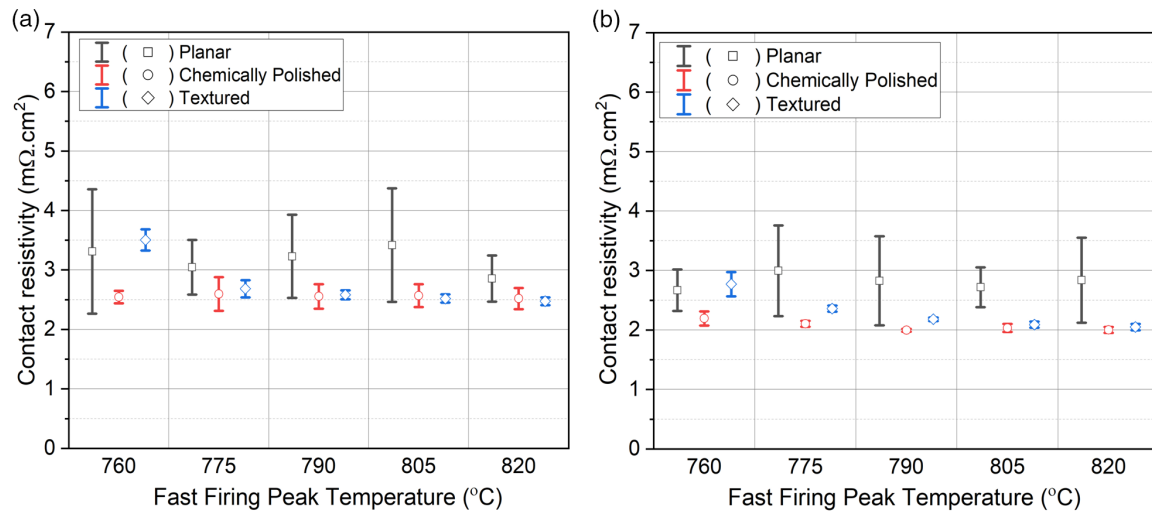 (a)
7
6
5
4
3
2
1
0
Contact resistivity (mΩ.cm²)
( ) Planar
( ) Chemically Polished
( ) Textured
760 775 790 805 820
Fast Firing Peak Temperature (°C)
(b)
7
6
5
4
3
2
1
0
Contact resistivity (mΩ.cm²)
( ) Planar
( ) Chemically Polished
( ) Textured
760 775 790 805 820
Fast Firing Peak Temperature (°C)